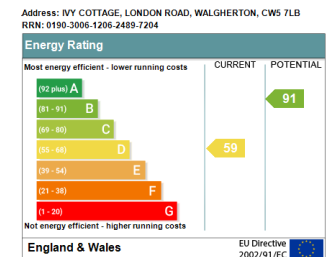 Address: IVY COTTAGE, LONDON ROAD, WALGHERTON, CW5 7LB
RRN: 0190-3006-1206-2489-7204
Energy Rating
Most energy efficient - lower running costs CURRENT POTENTIAL
(92 plus) A
(81 - 91) B 91
(69 - 80) C
(55 - 68) D 59
(39 - 54) E
(21 - 38) F
(1 - 20) G
Not energy efficient - higher running costs
England & Wales EU Directive
2002/91/EC